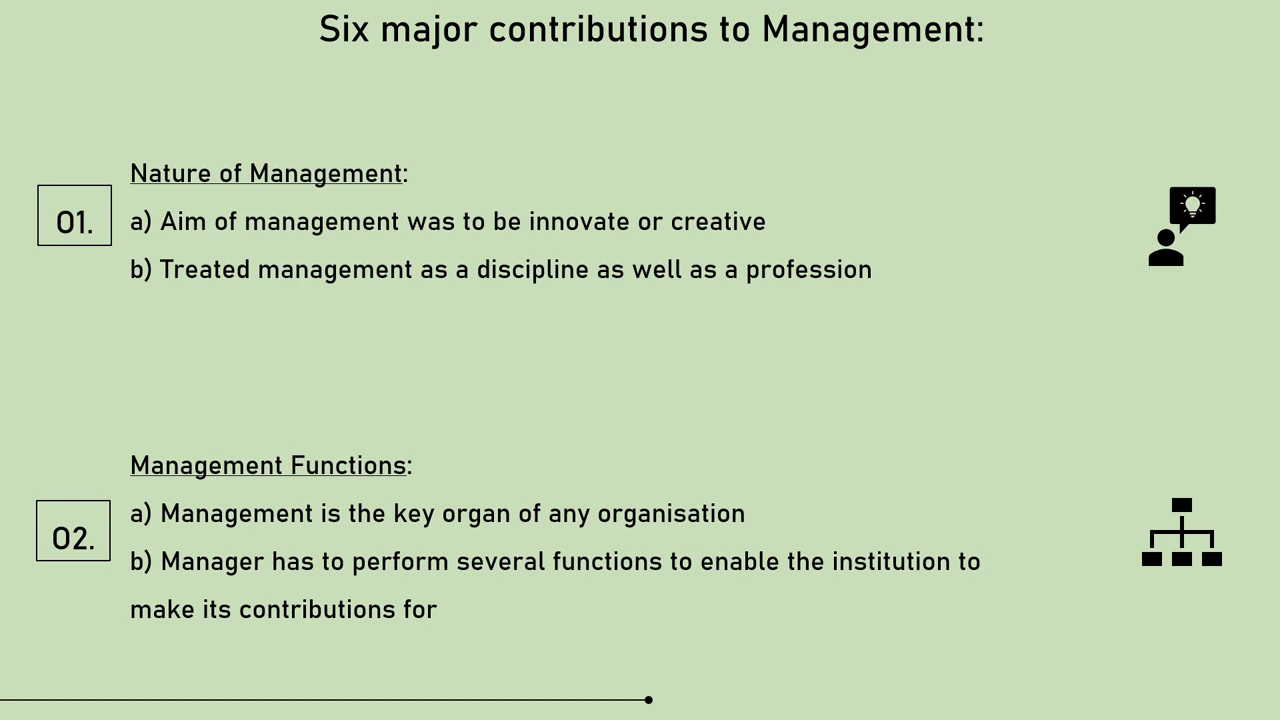 Six major contributions to Management:
Nature of Management:
01.
a) Aim of management was to be innovate or creative
b) Treated management as a discipline as well as a profession
Management Functions:
02.
a) Management is the key organ of any organisation
b) Manager has to perform several functions to enable the institution to
make its contributions for